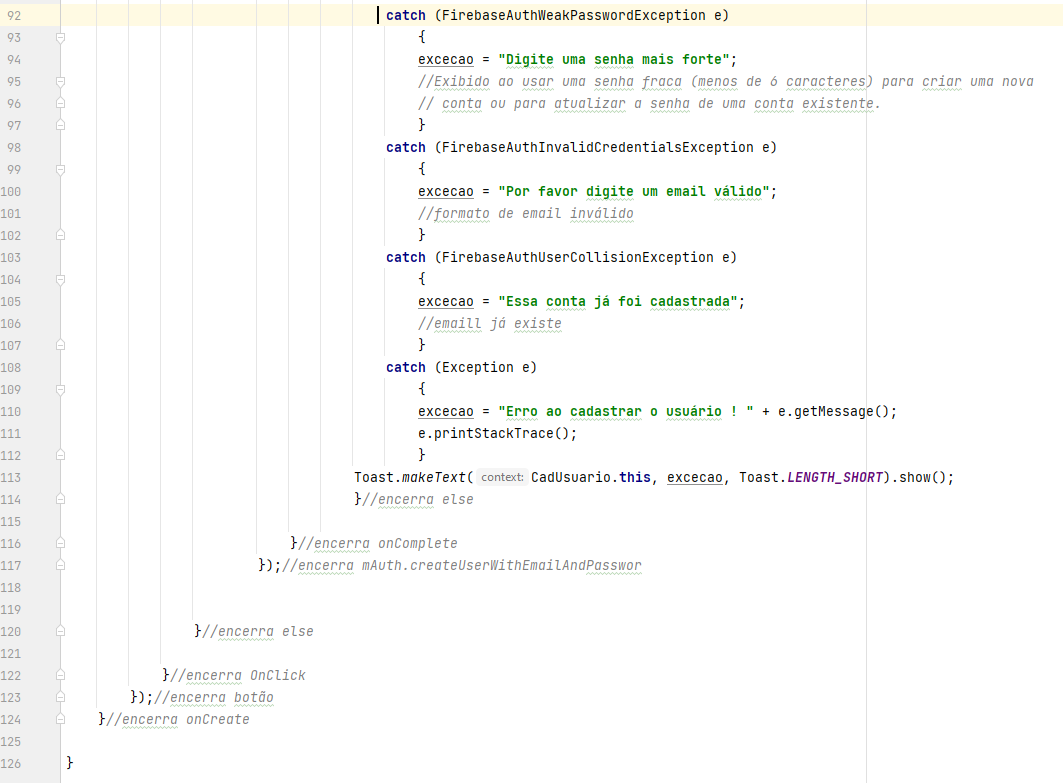 92 catch (FirebaseAuthWeakPasswordException e)
93 {
94 excecao = "Digite uma senha mais forte";
95 //Exibido ao usar uma senha fraca (menos de 6 caracteres) para criar uma nova
96 // conta ou para atualizar a senha de uma conta existente.
97 }
98 catch (FirebaseAuthInvalidCredentialsException e)
99 {
100 excecao = "Por favor digite um email válido";
101 //formato de email inválido
102 }
103 catch (FirebaseAuthUserCollisionException e)
104 {
105 excecao = "Essa conta já foi cadastrada";
106 //emaill já existe
107 }
108 catch (Exception e)
109 {
110 excecao = "Erro ao cadastrar o usuário ! " + e.getMessage();
111 e.printStackTrace();
112 }
113 Toast.makeText( context: CadUsuario.this, excecao, Toast.LENGTH_SHORT).show();
114 }//encerra else
115
116 }//encerra onComplete
117 });//encerra mAuth.createUserWithEmailAndPasswor
118
119
120 }//encerra else
121
122 }//encerra OnClick
123 });//encerra botão
124 }//encerra onCreate
125
126 }